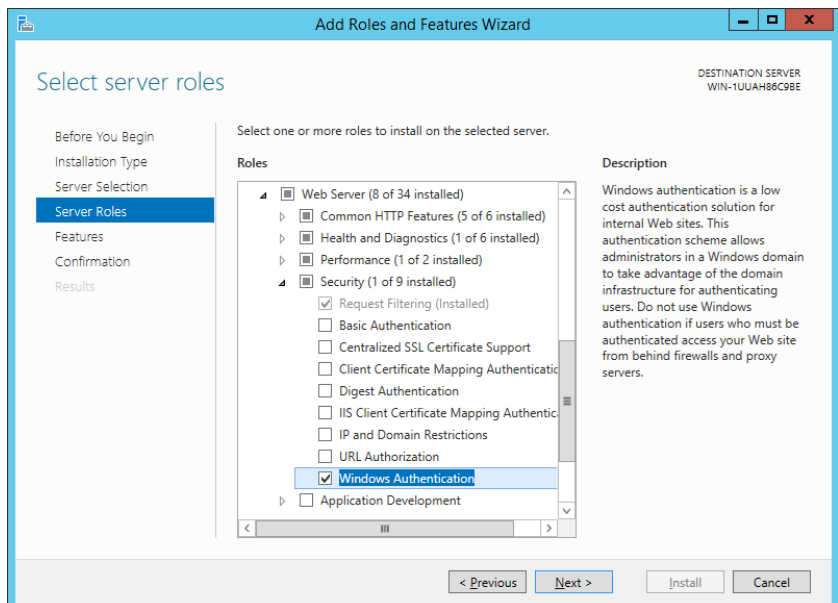 Add Roles and Features Wizard
Select server roles
DESTINATION SERVER
WIN-1UUAH86C9BE
Before You Begin
Installation Type
Server Selection
Server Roles
Features
Confirmation
Results
Select one or more roles to install on the selected server.
Roles
Web Server (8 of 34 installed)
Common HTTP Features (5 of 6 installed)
Health and Diagnostics (1 of 6 installed)
Performance (1 of 2 installed)
Security (1 of 9 installed)
Request Filtering (Installed)
Basic Authentication
Centralized SSL Certificate Support
Client Certificate Mapping Authenticatic
Digest Authentication
IIS Client Certificate Mapping Authentic
IP and Domain Restrictions
URL Authorization
Windows Authentication
Application Development
Description
Windows authentication is a low
cost authentication solution for
internal Web sites. This
authentication scheme allows
administrators in a Windows domain
to take advantage of the domain
infrastructure for authenticating
users. Do not use Windows
authentication if users who must be
authenticated access your Web site
from behind firewalls and proxy
servers.
< Previous
Next >
Install
Cancel